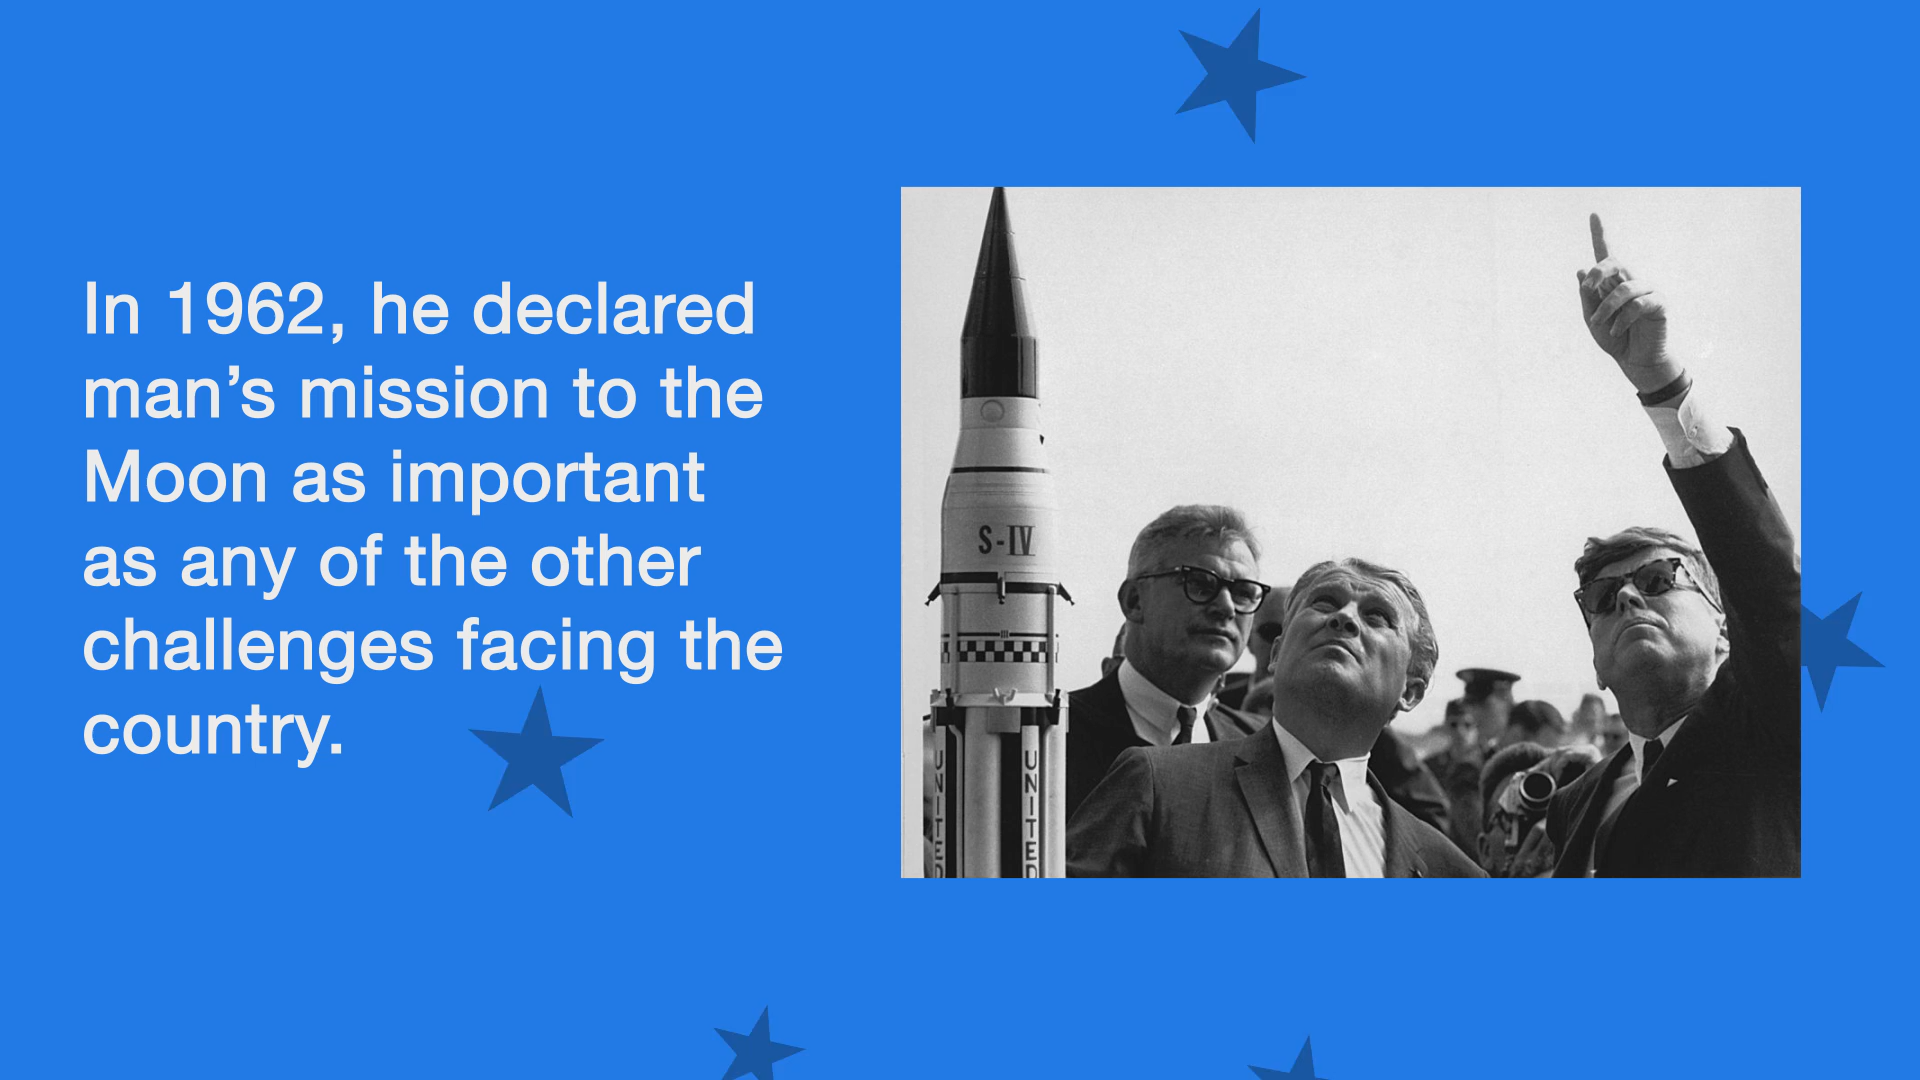 In 1962, he declared
man’s mission to the
Moon as important
as any of the other
challenges facing the
country.
S-IV
UNITED
UNITED